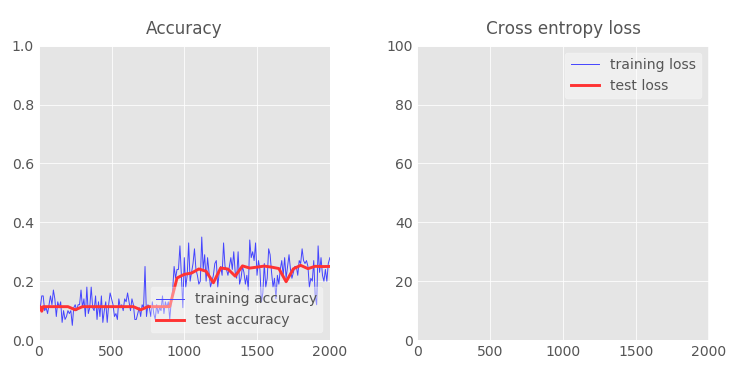 Accuracy
1.0
0.8
0.6
0.4
0.2
0.0
training accuracy
test accuracy
0 500 1000 1500 2000
Cross entropy loss
100
80
60
40
20
0
training loss
test loss
0 500 1000 1500 2000